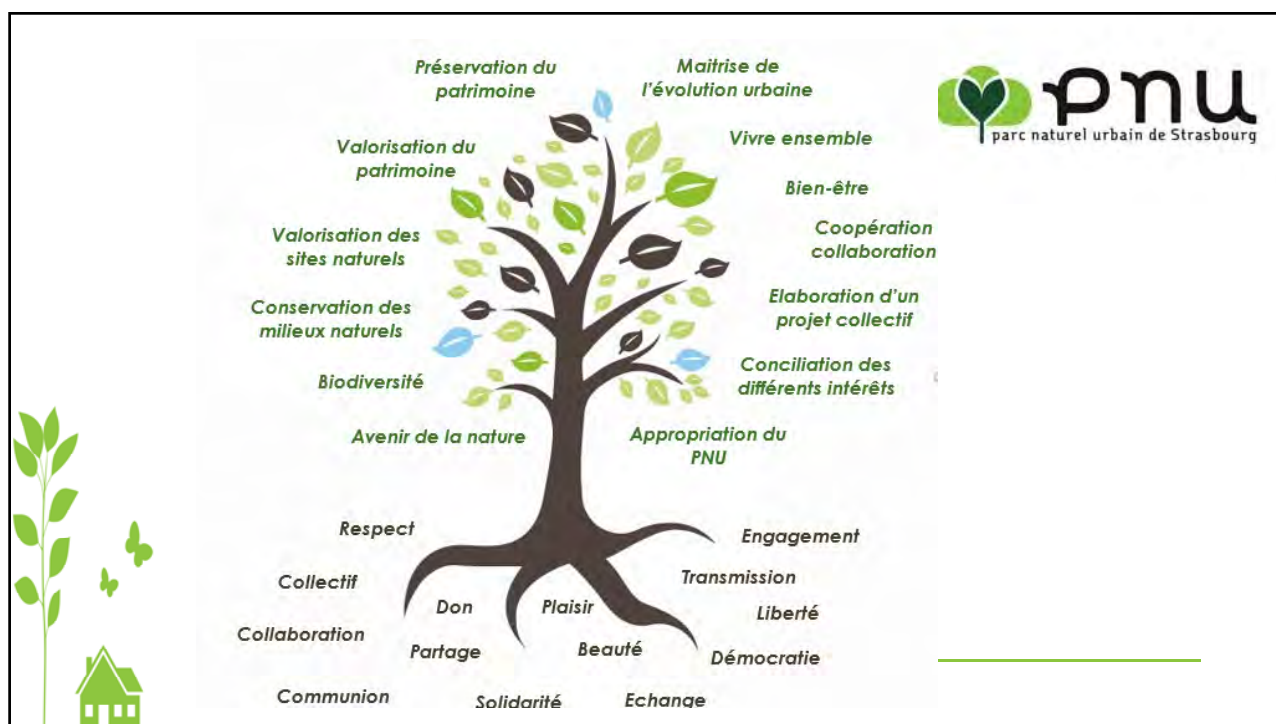 Préservation du
patrimoine
Maitrise de
l'évolution urbaine
pnu
parc naturel urbain de Strasbourg
Valorisation du
patrimoine
Vivre ensemble
Bien-être
Valorisation des
sites naturels
Coopération
collaboration
Conservation des
milieux naturels
Elaboration d'un
projet collectif
Biodiversité
Conciliation des
différents intérêts
Avenir de la nature
Appropriation du
PNU
Respect
Engagement
Collectif
Transmission
Don
Plaisir
Liberté
Collaboration
Partage
Beauté
Démocratie
Communion
Solidarité
Echange